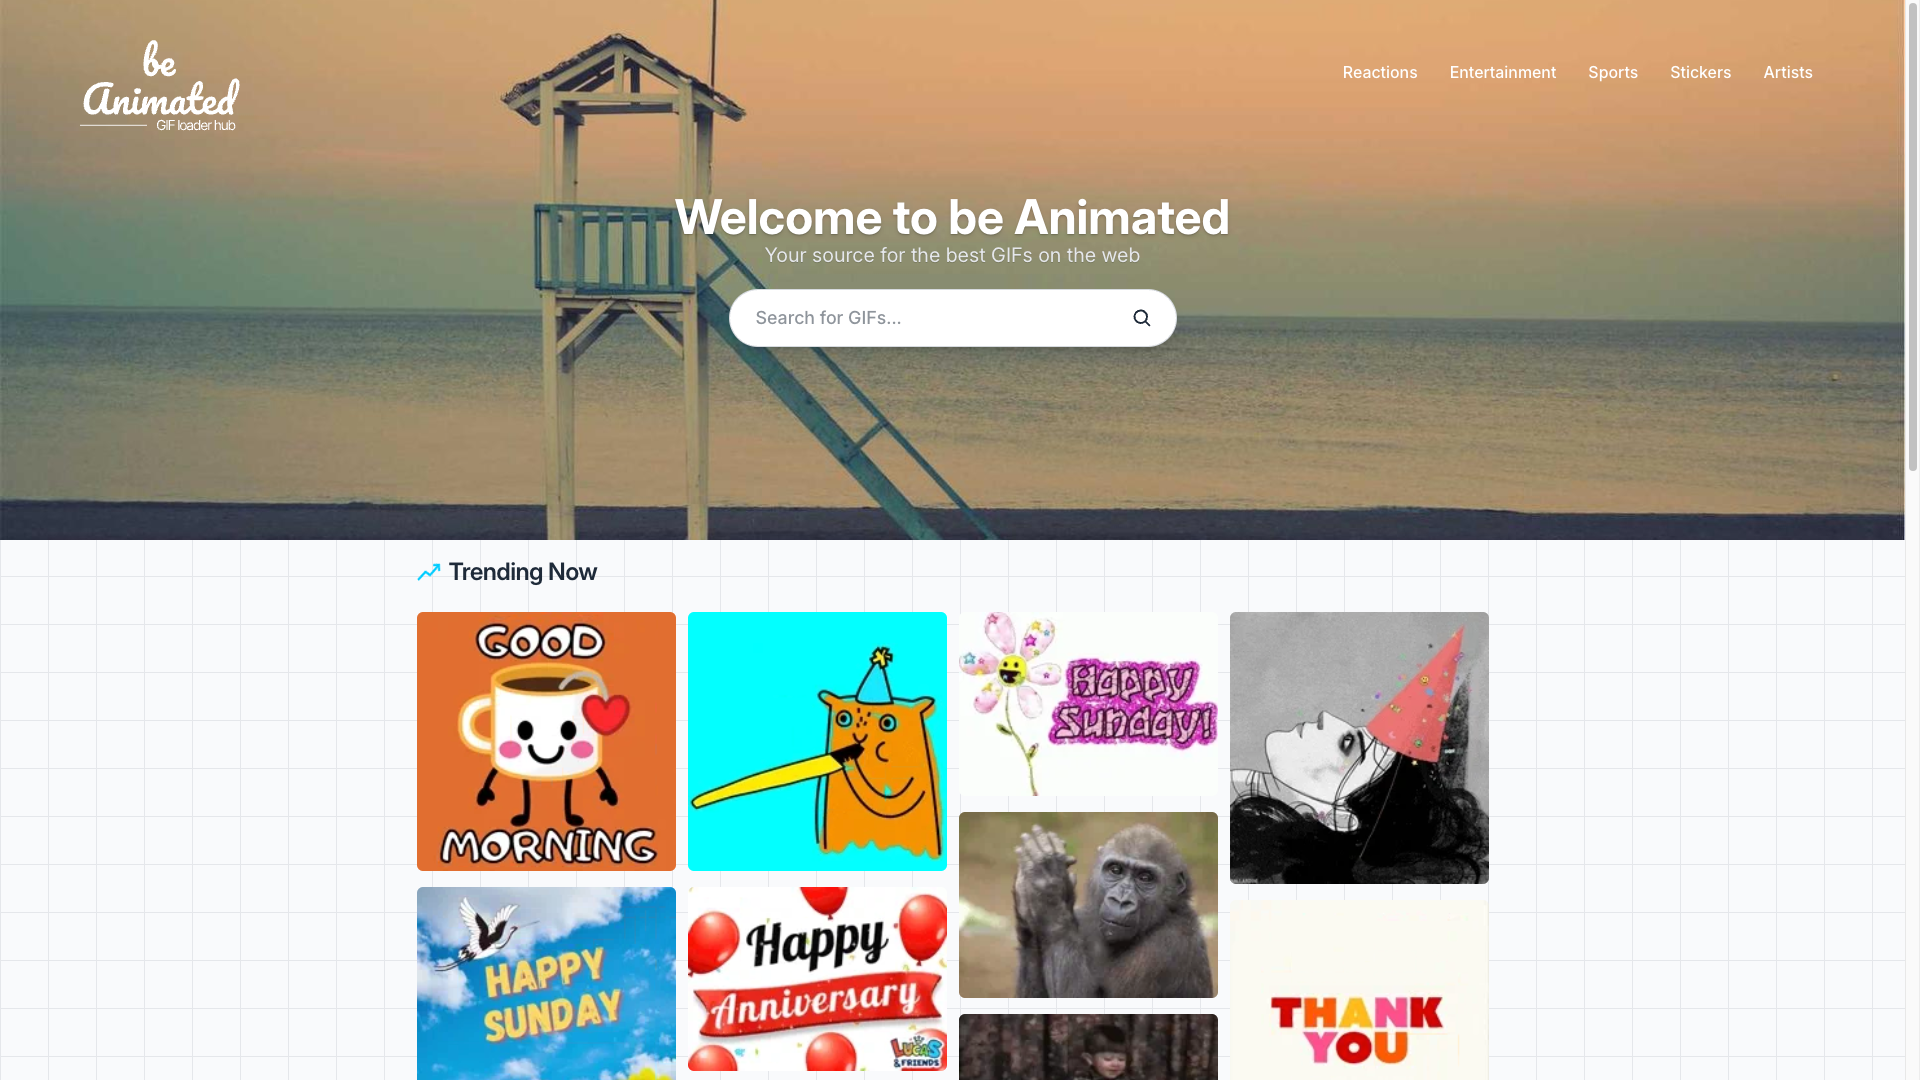 be
Animated
GIF loader hub
Reactions
Entertainment
Sports
Stickers
Artists
Welcome to be Animated
Your source for the best GIFs on the web
Search for GIFs...
Trending Now
GOOD
MORNING
Happy
Sunday!
HAPPY
SUNDAY
Happy
Anniversary
LUCAS
& FRIENDS
THANK
YOU